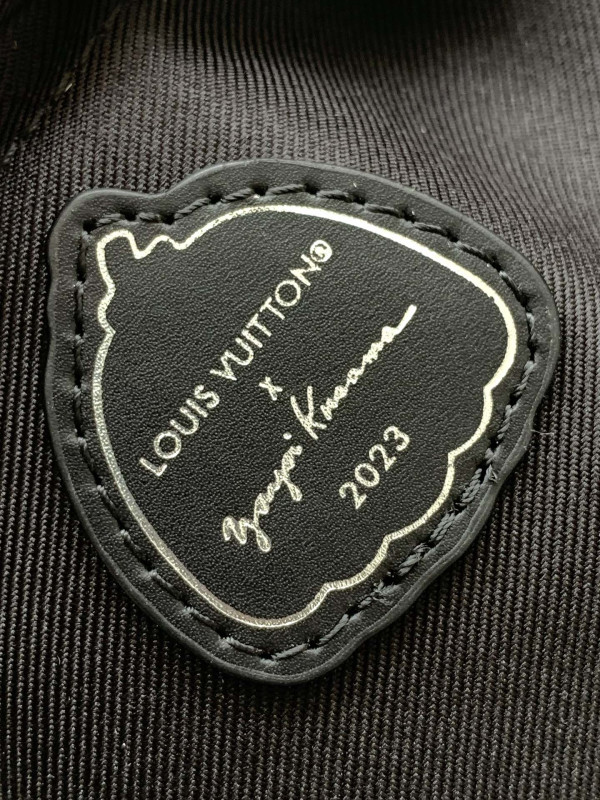 LOUIS VUITTON®
x
Yayoi Kusama
2023